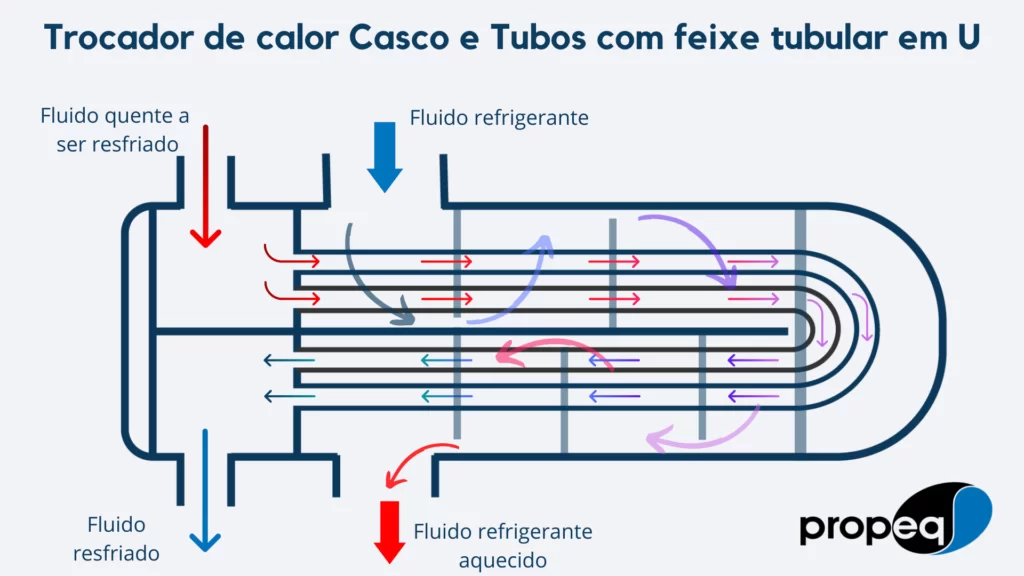 Trocador de calor Casco e Tubos com feixe tubular em U
Fluido quente a
ser resfriado
Fluido refrigerante
Fluido
resfriado
Fluido refrigerante
aquecido
propeq